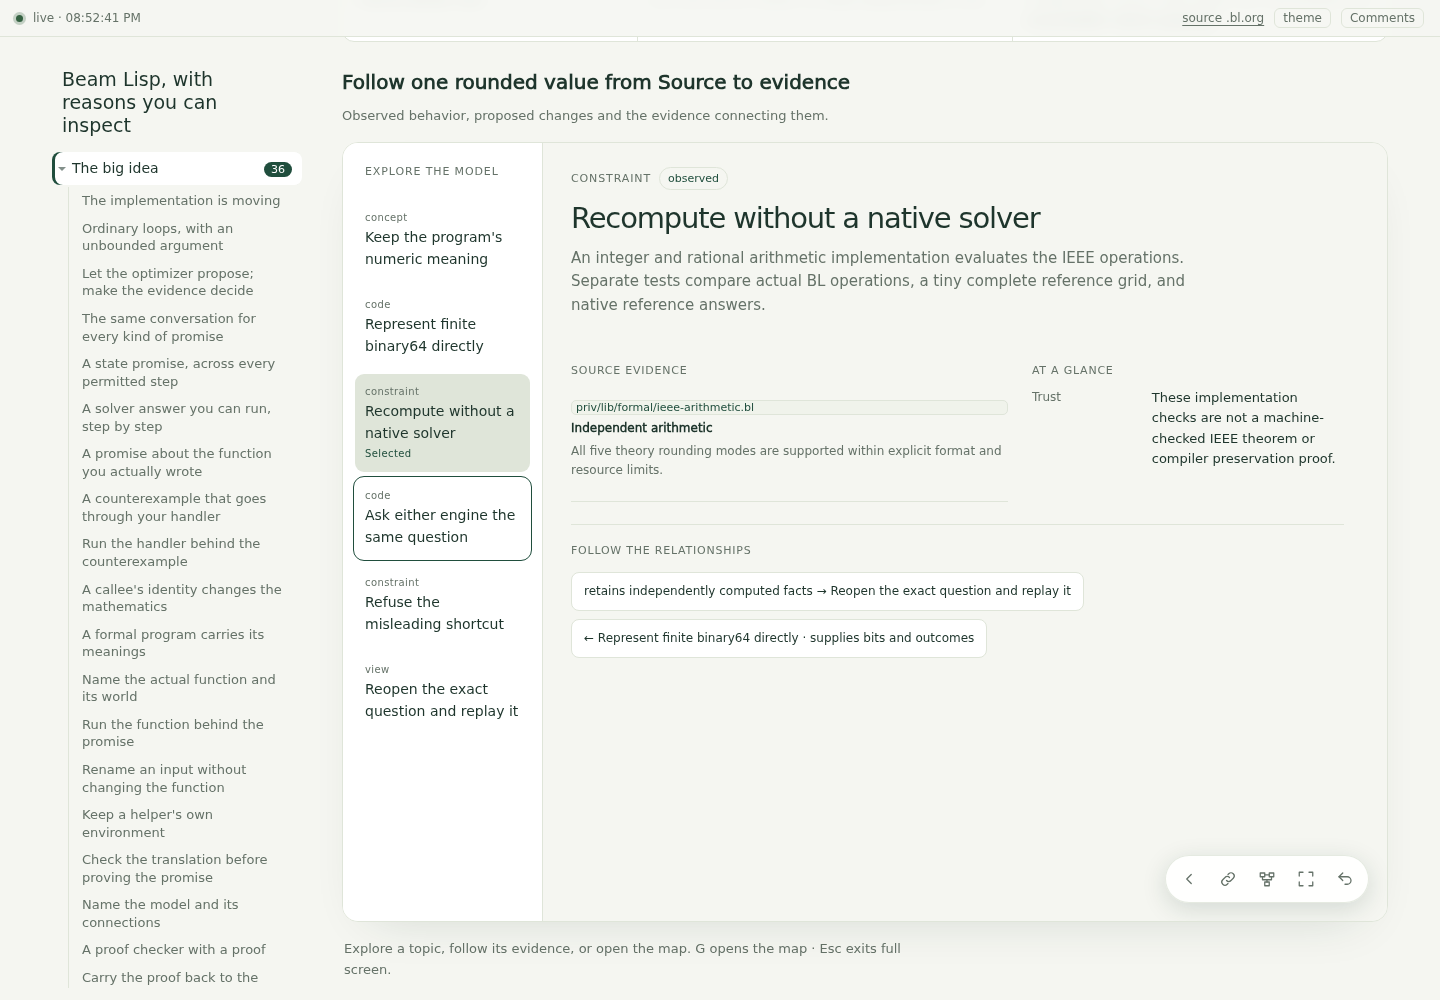 live · 08:52:41 PM
source .bl.org
theme
Comments
Beam Lisp, with
reasons you can
inspect
The big idea
36
The implementation is moving
Ordinary loops, with an
unbounded argument
Let the optimizer propose;
make the evidence decide
The same conversation for
every kind of promise
A state promise, across every
permitted step
A solver answer you can run,
step by step
A promise about the function
you actually wrote
A counterexample that goes
through your handler
Run the handler behind the
counterexample
A callee's identity changes the
mathematics
A formal program carries its
meanings
Name the actual function and
its world
Run the function behind the
promise
Rename an input without
changing the function
Keep a helper's own
environment
Check the translation before
proving the promise
Name the model and its
connections
A proof checker with a proof
Carry the proof back to the
Follow one rounded value from Source to evidence
Observed behavior, proposed changes and the evidence connecting them.
EXPLORE THE MODEL
concept
Keep the program's
numeric meaning
code
Represent finite
binary64 directly
constraint
Recompute without a
native solver
Selected
code
Ask either engine the
same question
constraint
Refuse the
misleading shortcut
view
Reopen the exact
question and replay it
CONSTRAINT
observed
Recompute without a native solver
An integer and rational arithmetic implementation evaluates the IEEE operations.
Separate tests compare actual BL operations, a tiny complete reference grid, and
native reference answers.
SOURCE EVIDENCE
priv/lib/formal/ieee-arithmetic.bl
Independent arithmetic
All five theory rounding modes are supported within explicit format and
resource limits.
AT A GLANCE
Trust
These implementation
checks are not a machine-
checked IEEE theorem or
compiler preservation proof.
FOLLOW THE RELATIONSHIPS
retains independently computed facts → Reopen the exact question and replay it
← Represent finite binary64 directly · supplies bits and outcomes
Explore a topic, follow its evidence, or open the map. G opens the map · Esc exits full
screen.